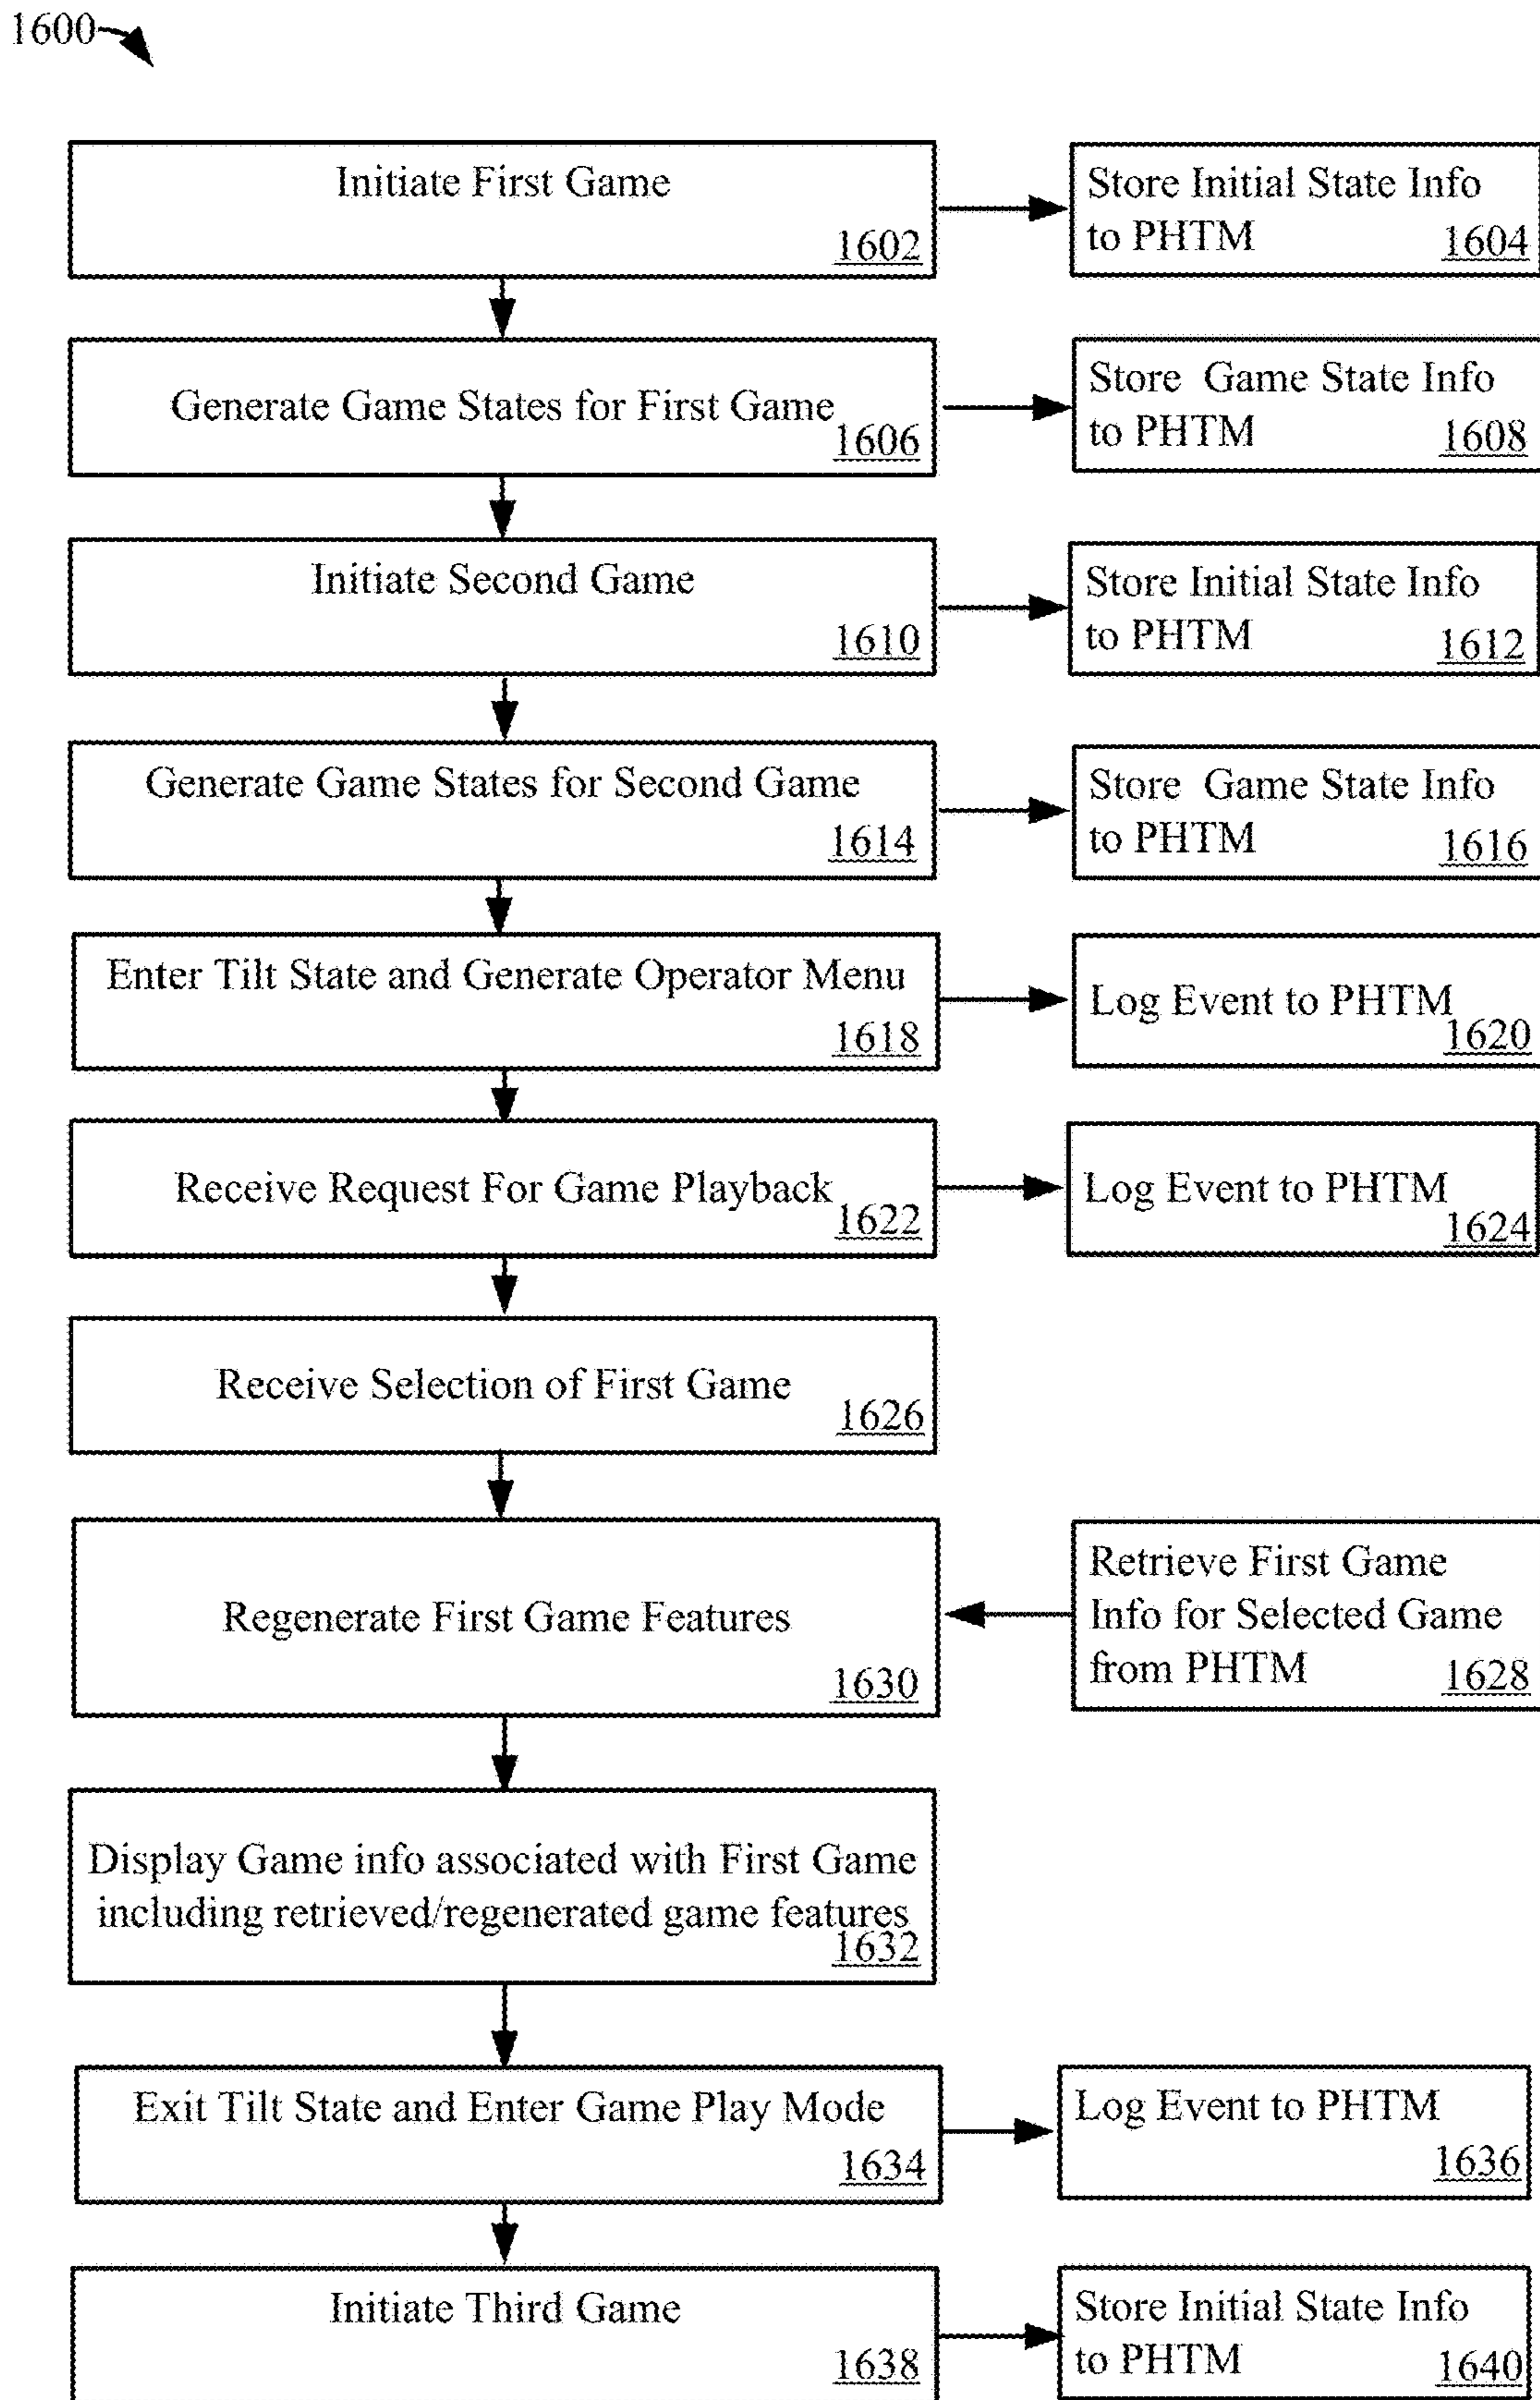 1600
Initiate First Game
1602
Store Initial State Info
to PHTM
1604
Generate Game States for First Game
1606
Store Game State Info
to PHTM
1608
Initiate Second Game
1610
Store Initial State Info
to PHTM
1612
Generate Game States for Second Game
1614
Store Game State Info
to PHTM
1616
Enter Tilt State and Generate Operator Menu
1618
Log Event to PHTM
1620
Receive Request For Game Playback
1622
Log Event to PHTM
1624
Receive Selection of First Game
1626
Regenerate First Game Features
1630
Retrieve First Game
Info for Selected Game
from PHTM
1628
Display Game info associated with First Game
including retrieved/regenerated game features
1632
Exit Tilt State and Enter Game Play Mode
1634
Log Event to PHTM
1636
Initiate Third Game
1638
Store Initial State Info
to PHTM
1640